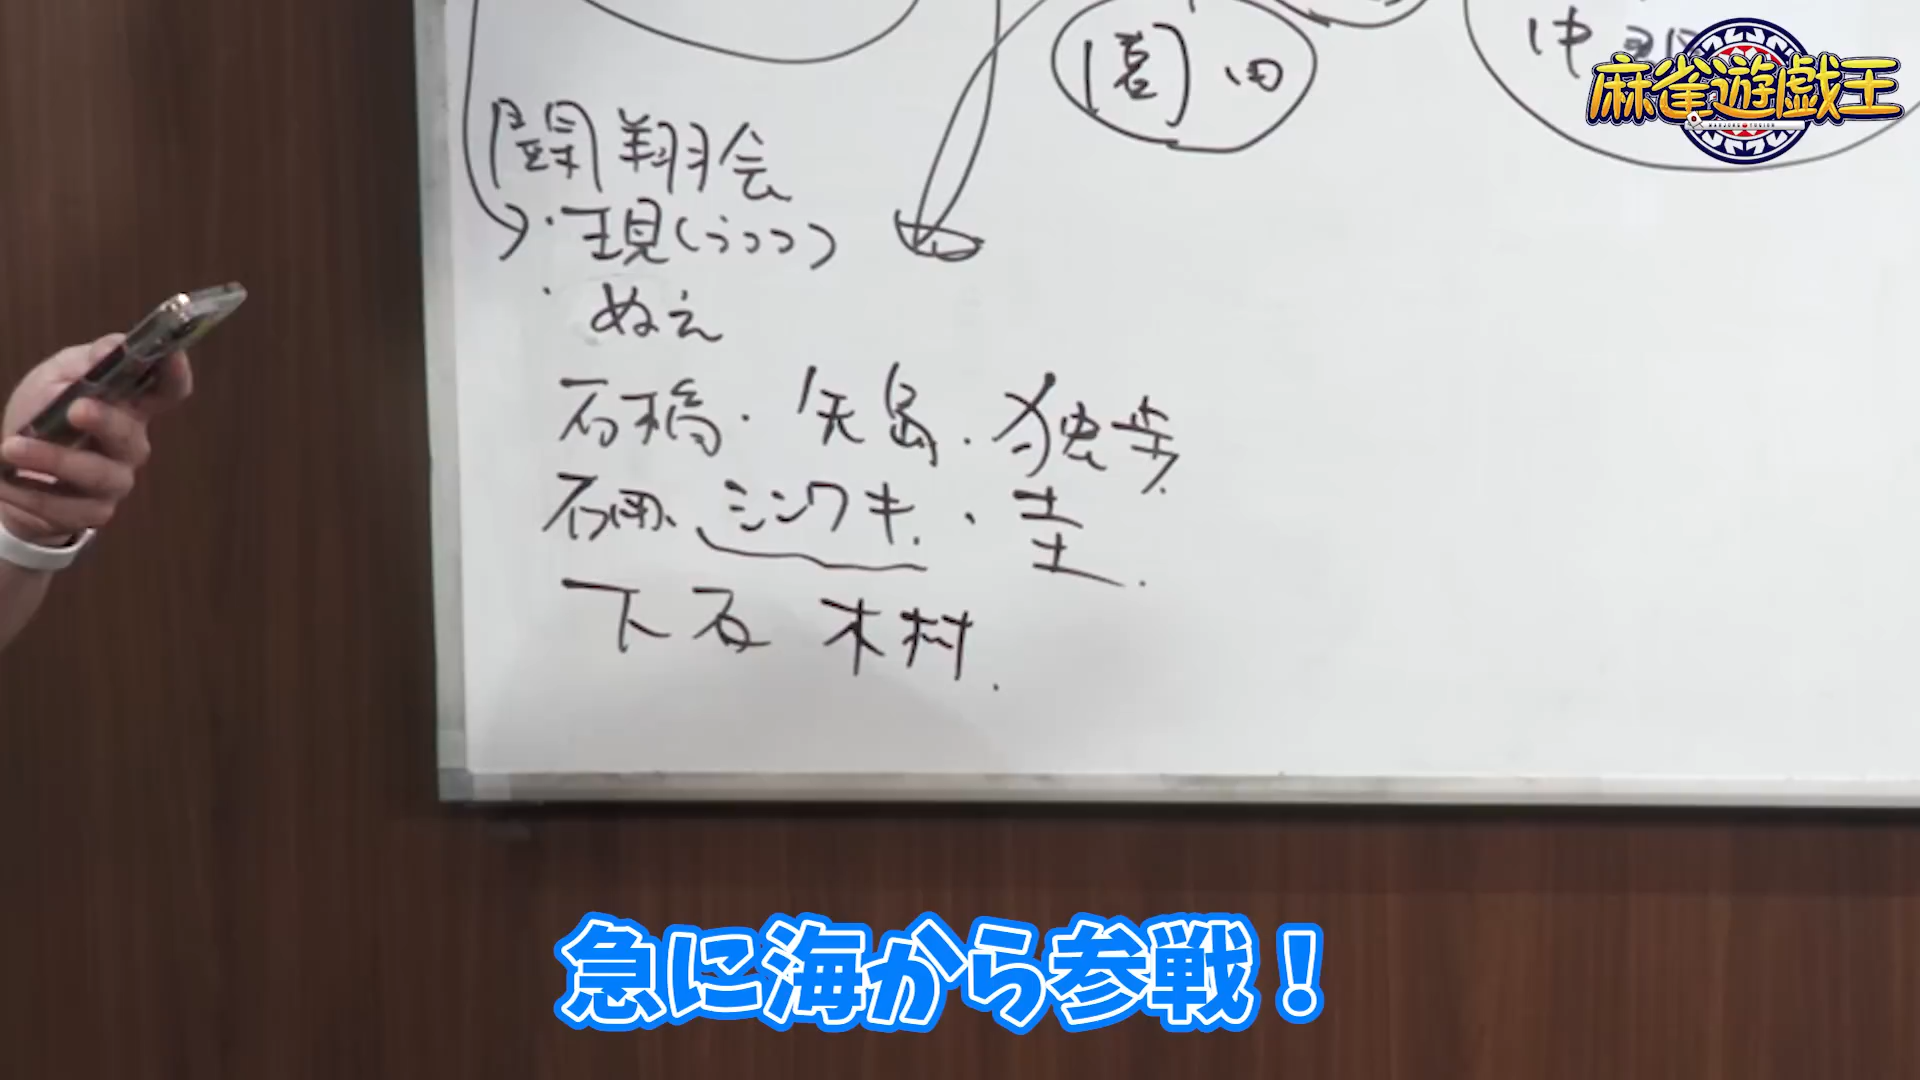 園田
麻雀遊戯王
闘翔会
・現(うつつ)
・ぬえ
石橋・矢島・独歩
石岡、シンワキ.、圭.
下石 木村.
急に海から参戦！